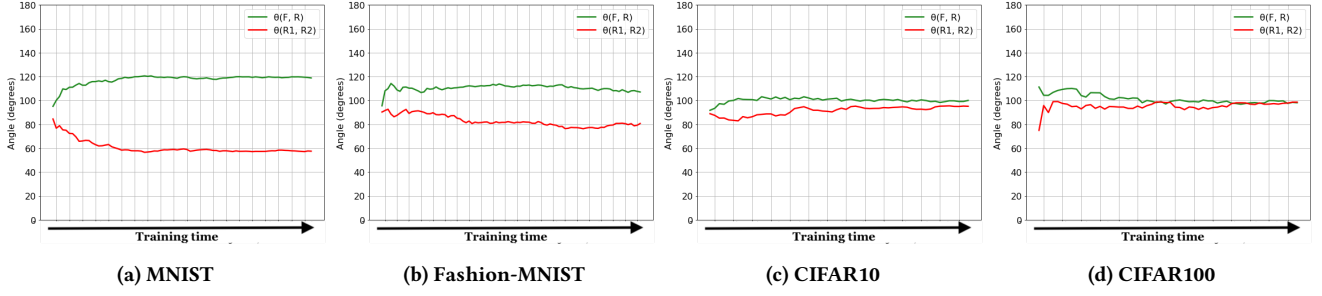 180
160
140
120
100
80
60
40
20
0
Angle (degrees)
θ(F, R)
θ(R1, R2)
Training time
(a) MNIST
180
160
140
120
100
80
60
40
20
0
Angle (degrees)
θ(F, R)
θ(R1, R2)
Training time
(b) Fashion-MNIST
180
160
140
120
100
80
60
40
20
0
Angle (degrees)
θ(F, R)
θ(R1, R2)
Training time
(c) CIFAR10
180
160
140
120
100
80
60
40
20
0
Angle (degrees)
θ(F, R)
θ(R1, R2)
Training time
(d) CIFAR100